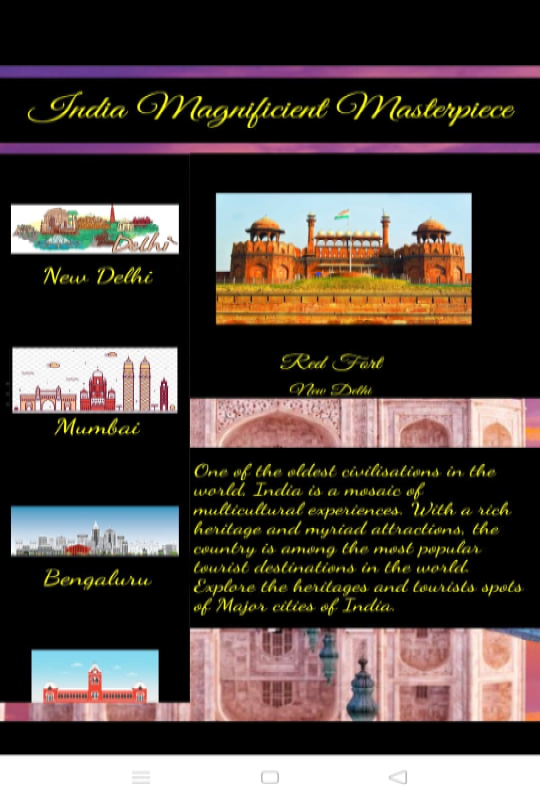 India Magnificient Masterpiece
Delhi
New Delhi
Mumbai
Bengaluru
Red Fort
New Delhi
One of the oldest civilisations in the
world, India is a mosaic of
multicultural experiences. With a rich
heritage and myriad attractions, the
country is among the most popular
tourist destinations in the world.
Explore the heritages and tourists spots
of Major cities of India.